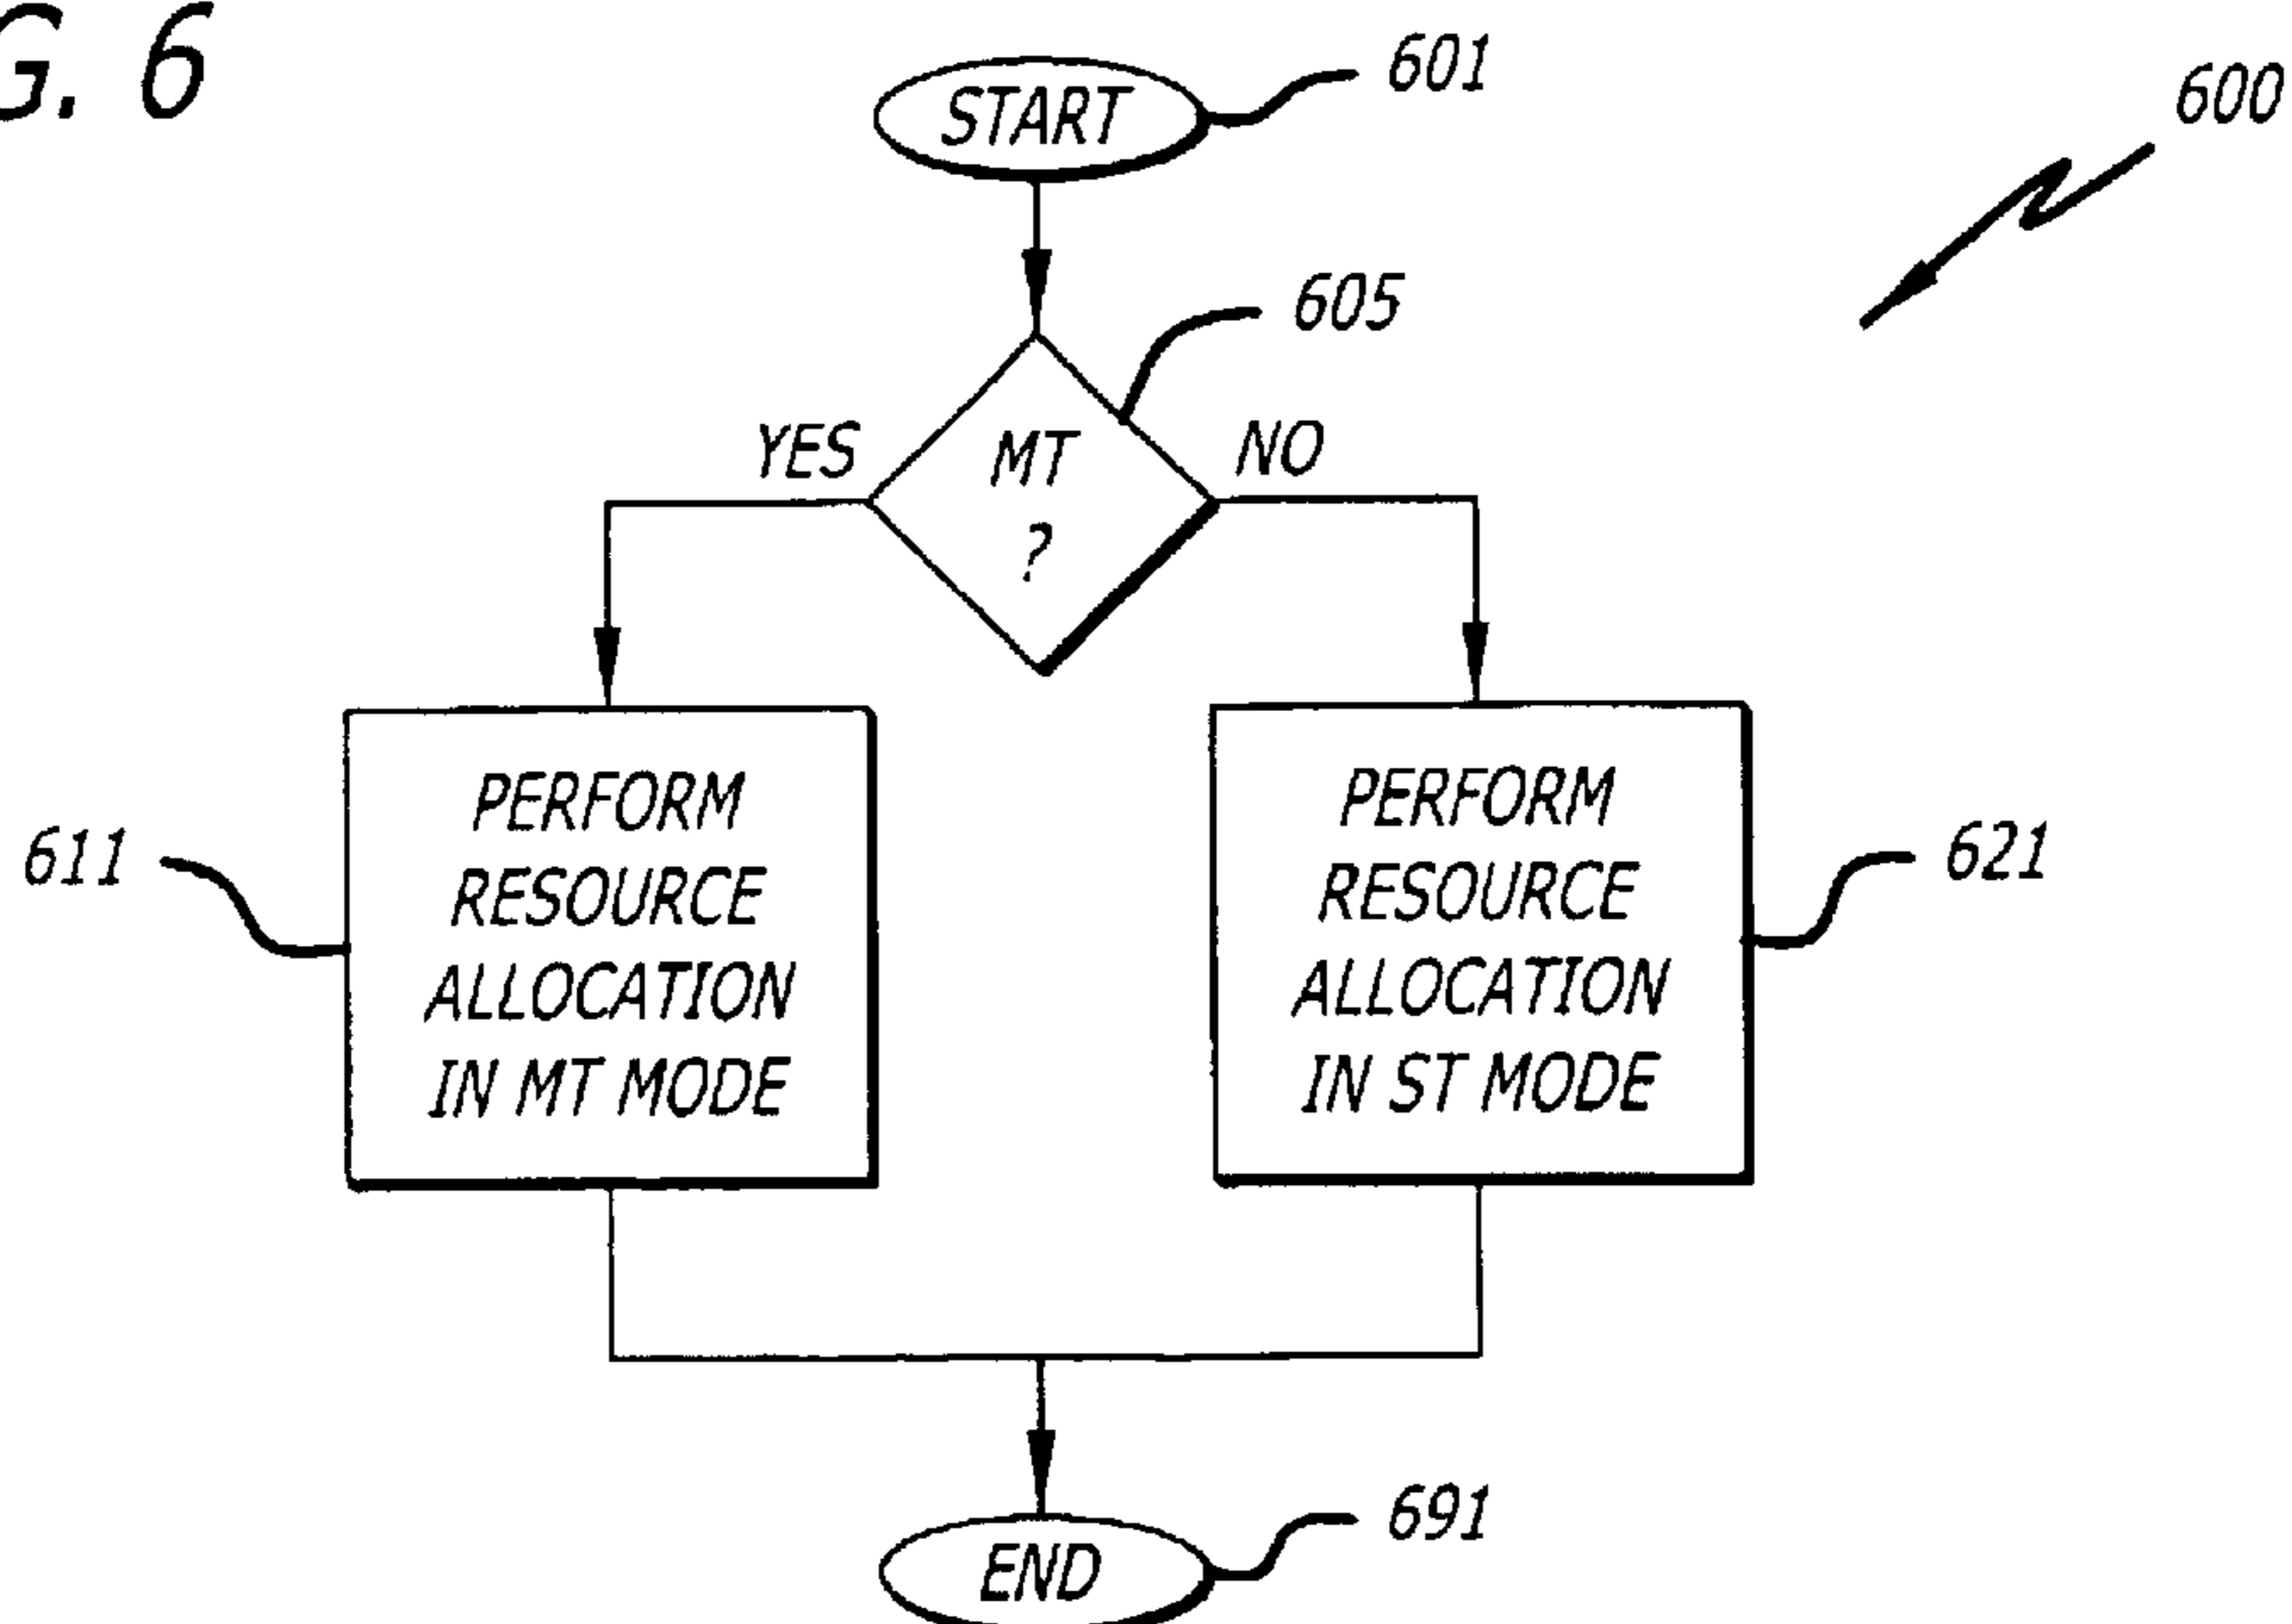 G. 6
START
601
600
605
YES
MT
?
NO
PERFORM
RESOURCE
ALLOCATION
IN MT MODE
611
PERFORM
RESOURCE
ALLOCATION
IN ST MODE
621
END
691